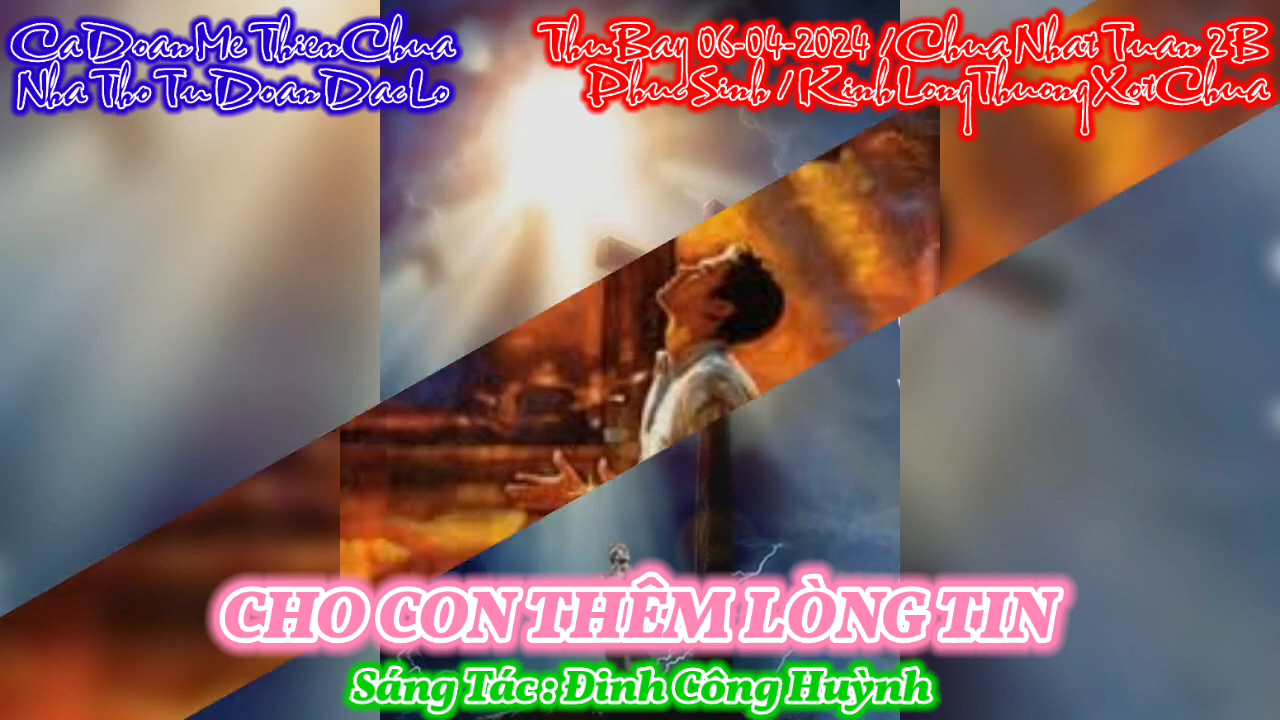 Ca Doan Me Thien Chua
Nha Tho Tu Doan Dac Lo
Thu Bay 06-04-2024 / Chua Nhat Tuan 2B
Phuc Sinh / Kinh Long Thuong Xot Chua
CHO CON THÊM LÒNG TIN
Sáng Tác : Đinh Công Huỳnh